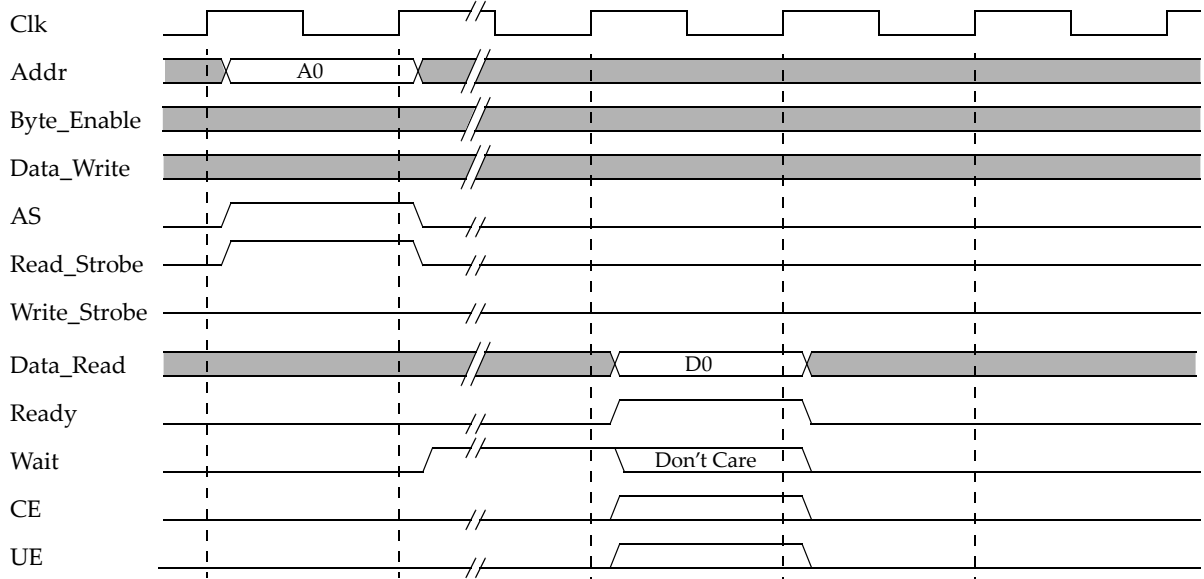 Clk
Addr A0
Byte_Enable
Data_Write
AS
Read_Strobe
Write_Strobe
Data_Read D0
Ready
Wait Don't Care
CE
UE